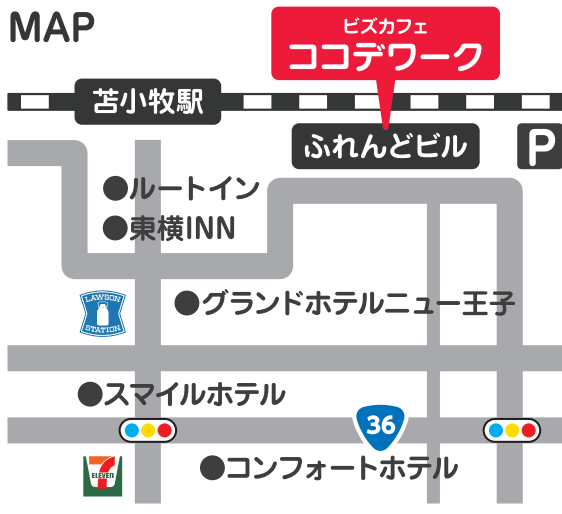 MAP
ビズカフェ
ココデワーク
苫小牧駅
ふれんどビル
P
●ルートイン
●東横INN
LAWSON
STATION
●グランドホテルニュー王子
●スマイルホテル
36
7
ELEVEN
●コンフォートホテル